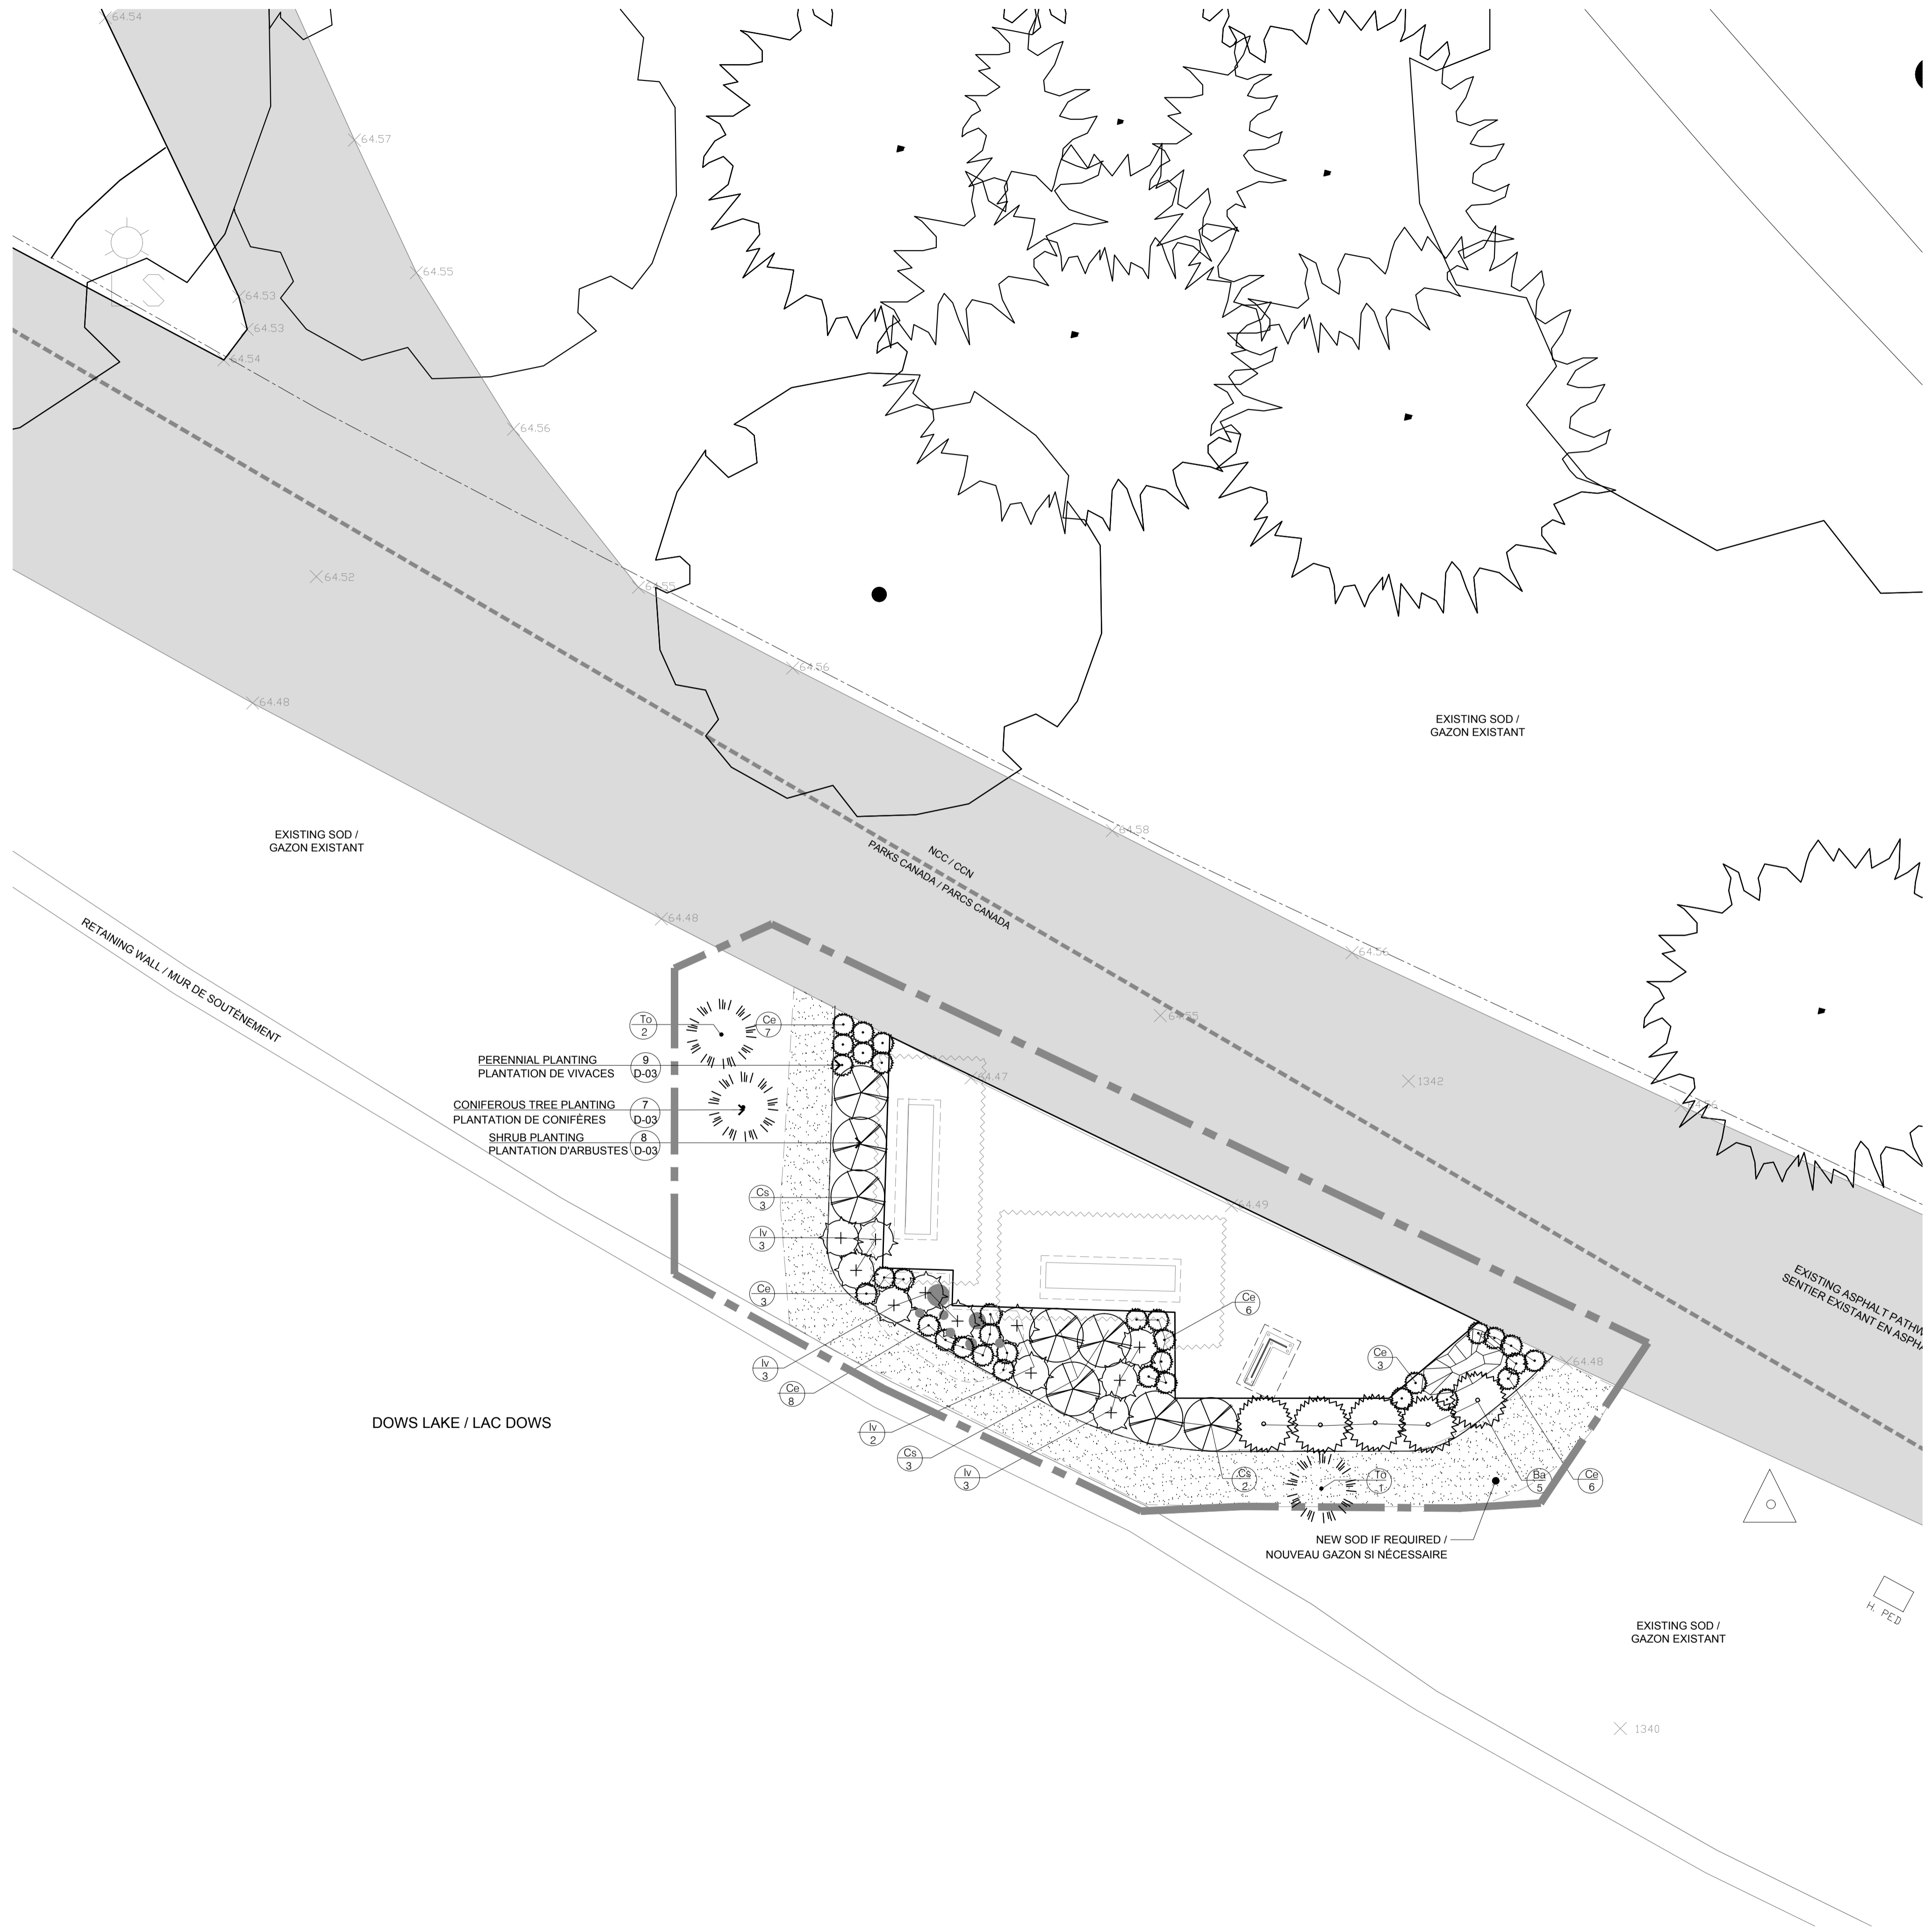 64.54
64.57
64.55
64.53
64.53
64.54
LS
64.56
64.52
64.55
64.56
64.48
EXISTING SOD /
GAZON EXISTANT
64.58
EXISTING SOD /
GAZON EXISTANT
NCC / CCN
PARKS CANADA / PARCS CANADA
64.48
64.56
RETAINING WALL / MUR DE SOUTÈNEMENT
64.55
To
2
Ce
7
PERENNIAL PLANTING
PLANTATION DE VIVACES
9
D-03
64.47
1342
CONIFEROUS TREE PLANTING
PLANTATION DE CONIFÈRES
7
D-03
SHRUB PLANTING
PLANTATION D'ARBUSTES
8
D-03
Cs
3
64.49
Iv
3
EXISTING ASPHALT PATHW
SENTIER EXISTANT EN ASPHA
Ce
3
Ce
6
Ce
3
64.48
Iv
3
Ce
8
DOWS LAKE / LAC DOWS
Iv
2
Cs
3
Iv
3
Cs
2
To
1
Ba
5
Ce
6
NEW SOD IF REQUIRED /
NOUVEAU GAZON SI NÉCESSAIRE
H. PED
EXISTING SOD /
GAZON EXISTANT
1340